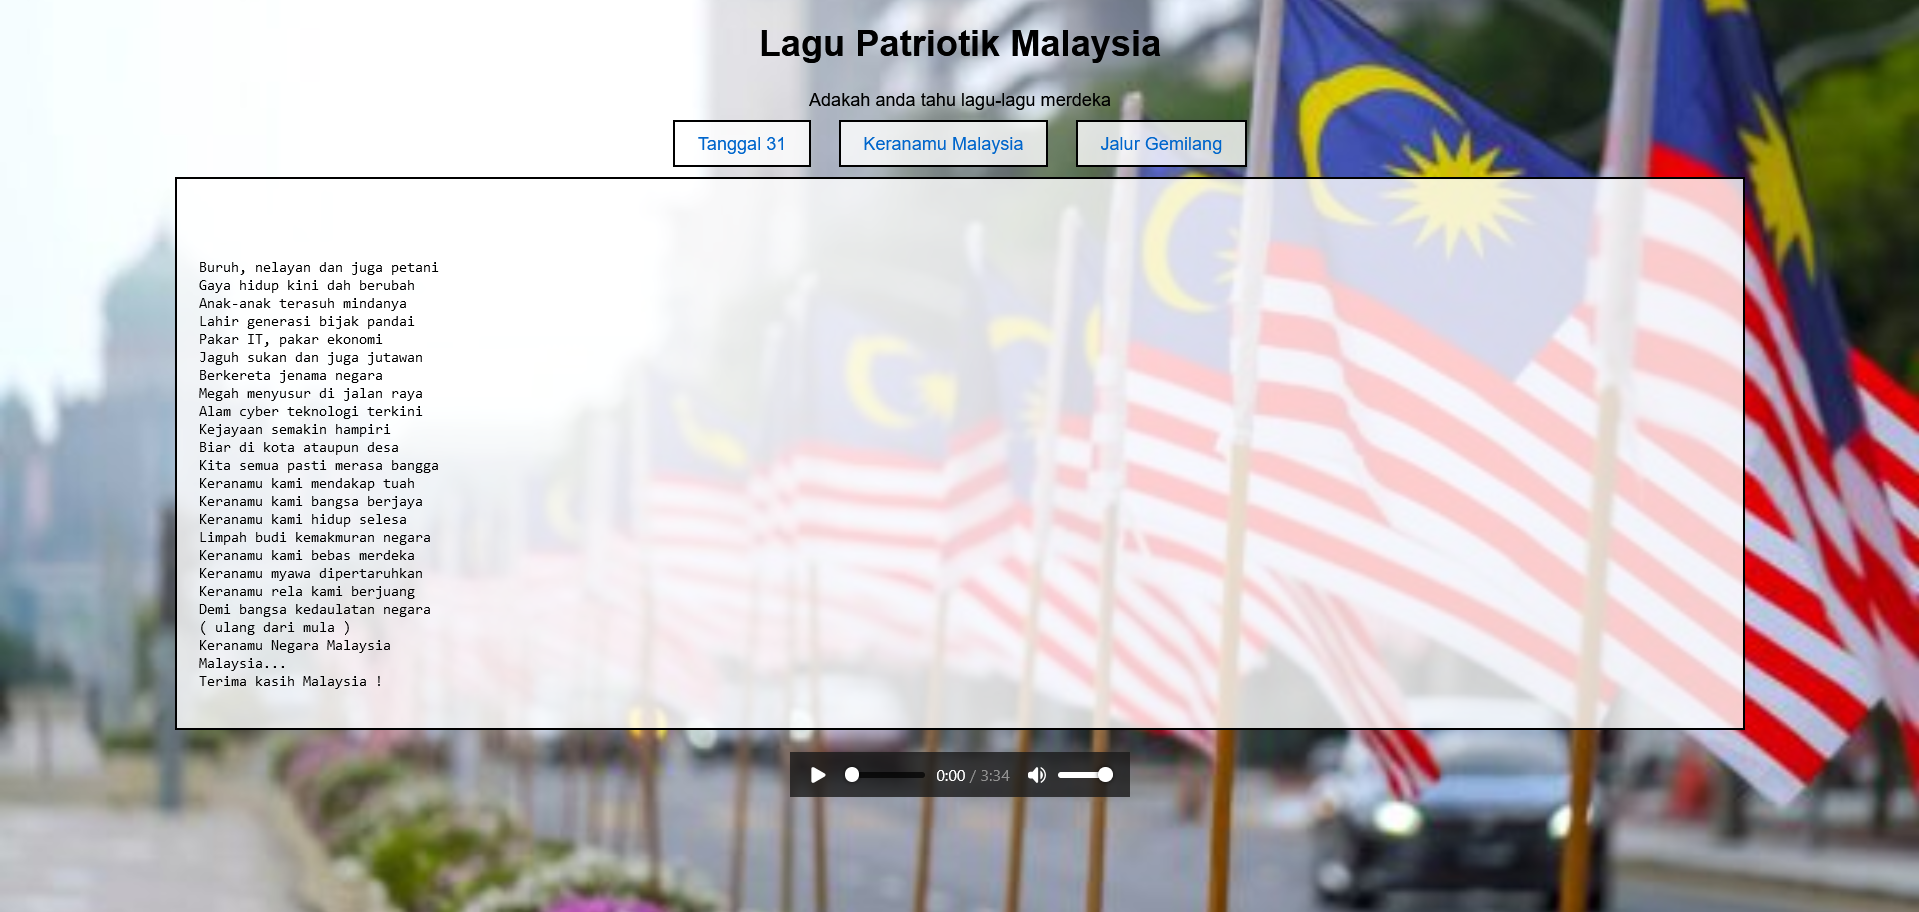 Lagu Patriotik Malaysia
Adakah anda tahu lagu-lagu merdeka
Tanggal 31
Keranamu Malaysia
Jalur Gemilang
Buruh, nelayan dan juga petani
Gaya hidup kini dah berubah
Anak-anak terasuh mindanya
Lahir generasi bijak pandai
Pakar IT, pakar ekonomi
Jaguh sukan dan juga jutawan
Berkereta jenama negara
Megah menyusur di jalan raya
Alam cyber teknologi terkini
Kejayaan semakin hampiri
Biar di kota ataupun desa
Kita semua pasti merasa bangga
Keranamu kami mendakap tuah
Keranamu kami bangsa berjaya
Keranamu kami hidup selesa
Limpah budi kemakmuran negara
Keranamu kami bebas merdeka
Keranamu myawa dipertaruhkan
Keranamu rela kami berjuang
Demi bangsa kedaulatan negara
( ulang dari mula )
Keranamu Negara Malaysia
Malaysia...
Terima kasih Malaysia !
0:00 / 3:34